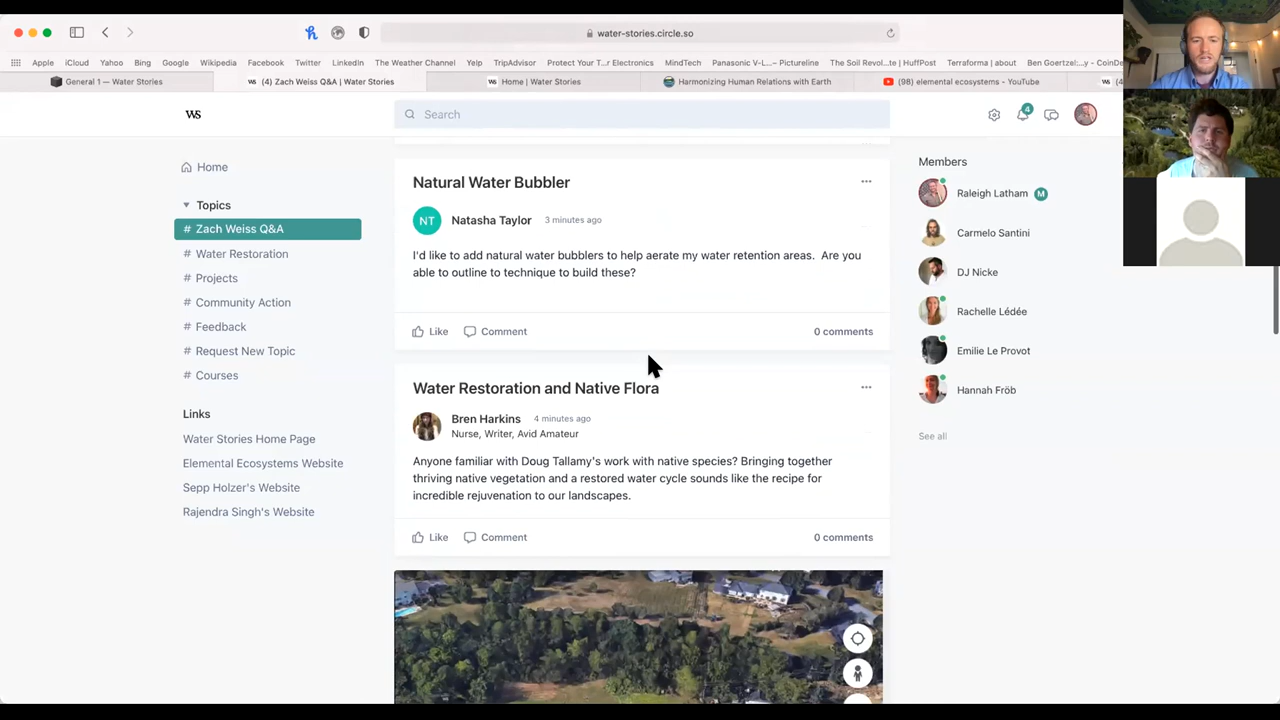 water-stories.circle.so
Apple iCloud Yahoo Bing Google Wikipedia Facebook Twitter LinkedIn The Weather Channel Yelp TripAdvisor Protect Your T...r Electronics MindTech Panasonic V-L...– Pictureline The Soil Revol...te | HuffPost Terraforma | about Ben Goertzel:...y - CoinDe
General 1 — Water Stories (4) Zach Weiss Q&A | Water Stories Home | Water Stories Harmonizing Human Relations with Earth (98) elemental ecosystems - YouTube (4
WS
Search
4
Home
Topics
# Zach Weiss Q&A
# Water Restoration
# Projects
# Community Action
# Feedback
# Request New Topic
# Courses
Links
Water Stories Home Page
Elemental Ecosystems Website
Sepp Holzer's Website
Rajendra Singh's Website
Natural Water Bubbler
NT
Natasha Taylor 3 minutes ago
I'd like to add natural water bubblers to help aerate my water retention areas. Are you
able to outline to technique to build these?
Like Comment 0 comments
Water Restoration and Native Flora
Bren Harkins 4 minutes ago
Nurse, Writer, Avid Amateur
Anyone familiar with Doug Tallamy's work with native species? Bringing together
thriving native vegetation and a restored water cycle sounds like the recipe for
incredible rejuvenation to our landscapes.
Like Comment 0 comments
Members
Raleigh Latham M
Carmelo Santini
DJ Nicke
Rachelle Lédée
Emilie Le Provot
Hannah Fröb
See all